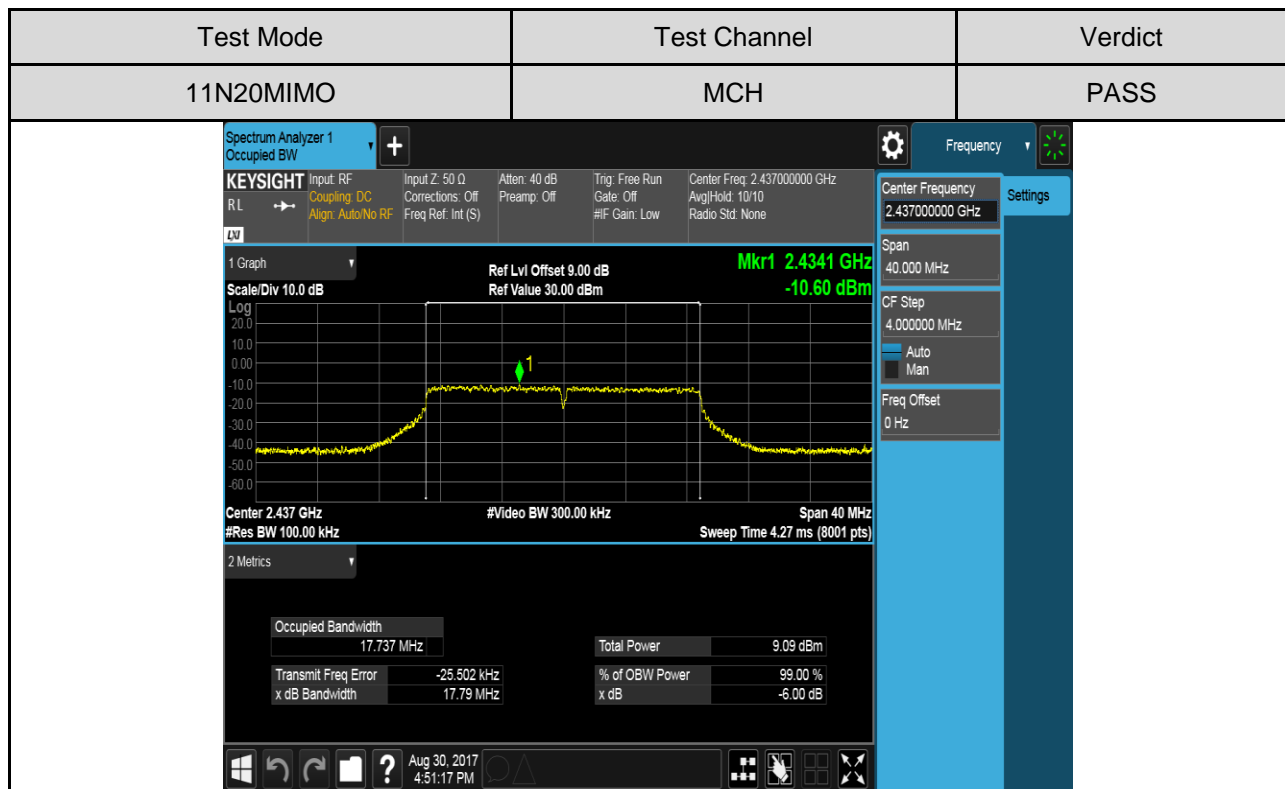 Test Mode Test Channel Verdict
11N20MIMO MCH PASS
Spectrum Analyzer 1
Occupied BW
+
Frequency
KEYSIGHT
R L
LXI
Input: RF
Coupling: DC
Align: Auto/No RF
Input Z: 50 Ω
Corrections: Off
Freq Ref: Int (S)
Atten: 40 dB
Preamp: Off
Trig: Free Run
Gate: Off
#IF Gain: Low
Center Freq: 2.437000000 GHz
Avg|Hold: 10/10
Radio Std: None
Center Frequency
2.437000000 GHz
Settings
Span
40.000 MHz
CF Step
4.000000 MHz
Auto
Man
Freq Offset
0 Hz
1 Graph
Scale/Div 10.0 dB
Ref Lvl Offset 9.00 dB
Ref Value 30.00 dBm
Mkr1 2.4341 GHz
-10.60 dBm
Log
20.0
10.0
0.00
-10.0
-20.0
-30.0
-40.0
-50.0
-60.0
1
Center 2.437 GHz #Video BW 300.00 kHz Span 40 MHz
#Res BW 100.00 kHz Sweep Time 4.27 ms (8001 pts)
2 Metrics
Occupied Bandwidth
17.737 MHz
Total Power 9.09 dBm
Transmit Freq Error -25.502 kHz
% of OBW Power 99.00 %
x dB Bandwidth 17.79 MHz
x dB -6.00 dB
?
Aug 30, 2017
4:51:17 PM